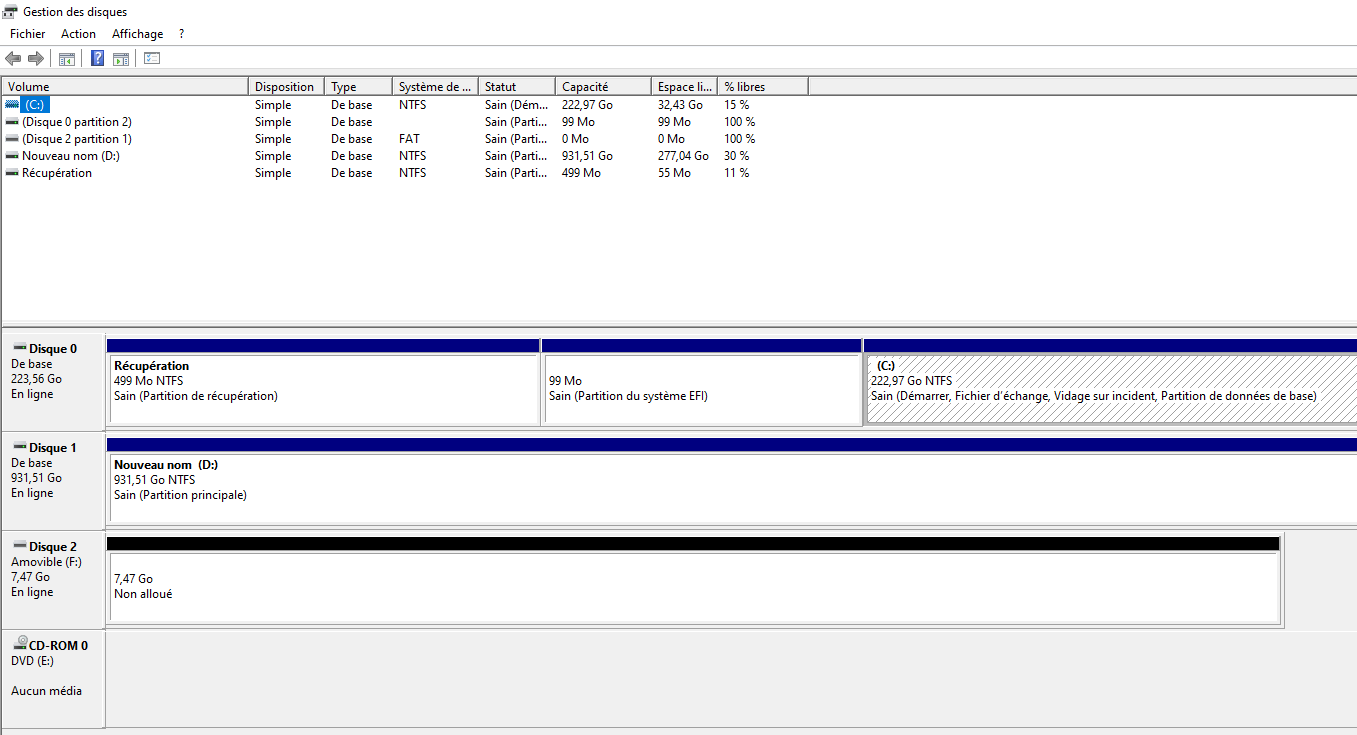 Gestion des disques
Fichier Action Affichage ?
Volume Disposition Type Système de ... Statut Capacité Espace li... % libres
(C:) Simple De base NTFS Sain (Dém... 222,97 Go 32,43 Go 15 %
(Disque 0 partition 2) Simple De base Sain (Parti... 99 Mo 99 Mo 100 %
(Disque 2 partition 1) Simple De base FAT Sain (Parti... 0 Mo 0 Mo 100 %
Nouveau nom (D:) Simple De base NTFS Sain (Parti... 931,51 Go 277,04 Go 30 %
Récupération Simple De base NTFS Sain (Parti... 499 Mo 55 Mo 11 %
Disque 0
De base
223,56 Go
En ligne
Récupération
499 Mo NTFS
Sain (Partition de récupération)
99 Mo
Sain (Partition du système EFI)
(C:)
222,97 Go NTFS
Sain (Démarrer, Fichier d'échange, Vidage sur incident, Partition de données de base)
Disque 1
De base
931,51 Go
En ligne
Nouveau nom (D:)
931,51 Go NTFS
Sain (Partition principale)
Disque 2
Amovible (F:)
7,47 Go
En ligne
7,47 Go
Non alloué
CD-ROM 0
DVD (E:)
Aucun média